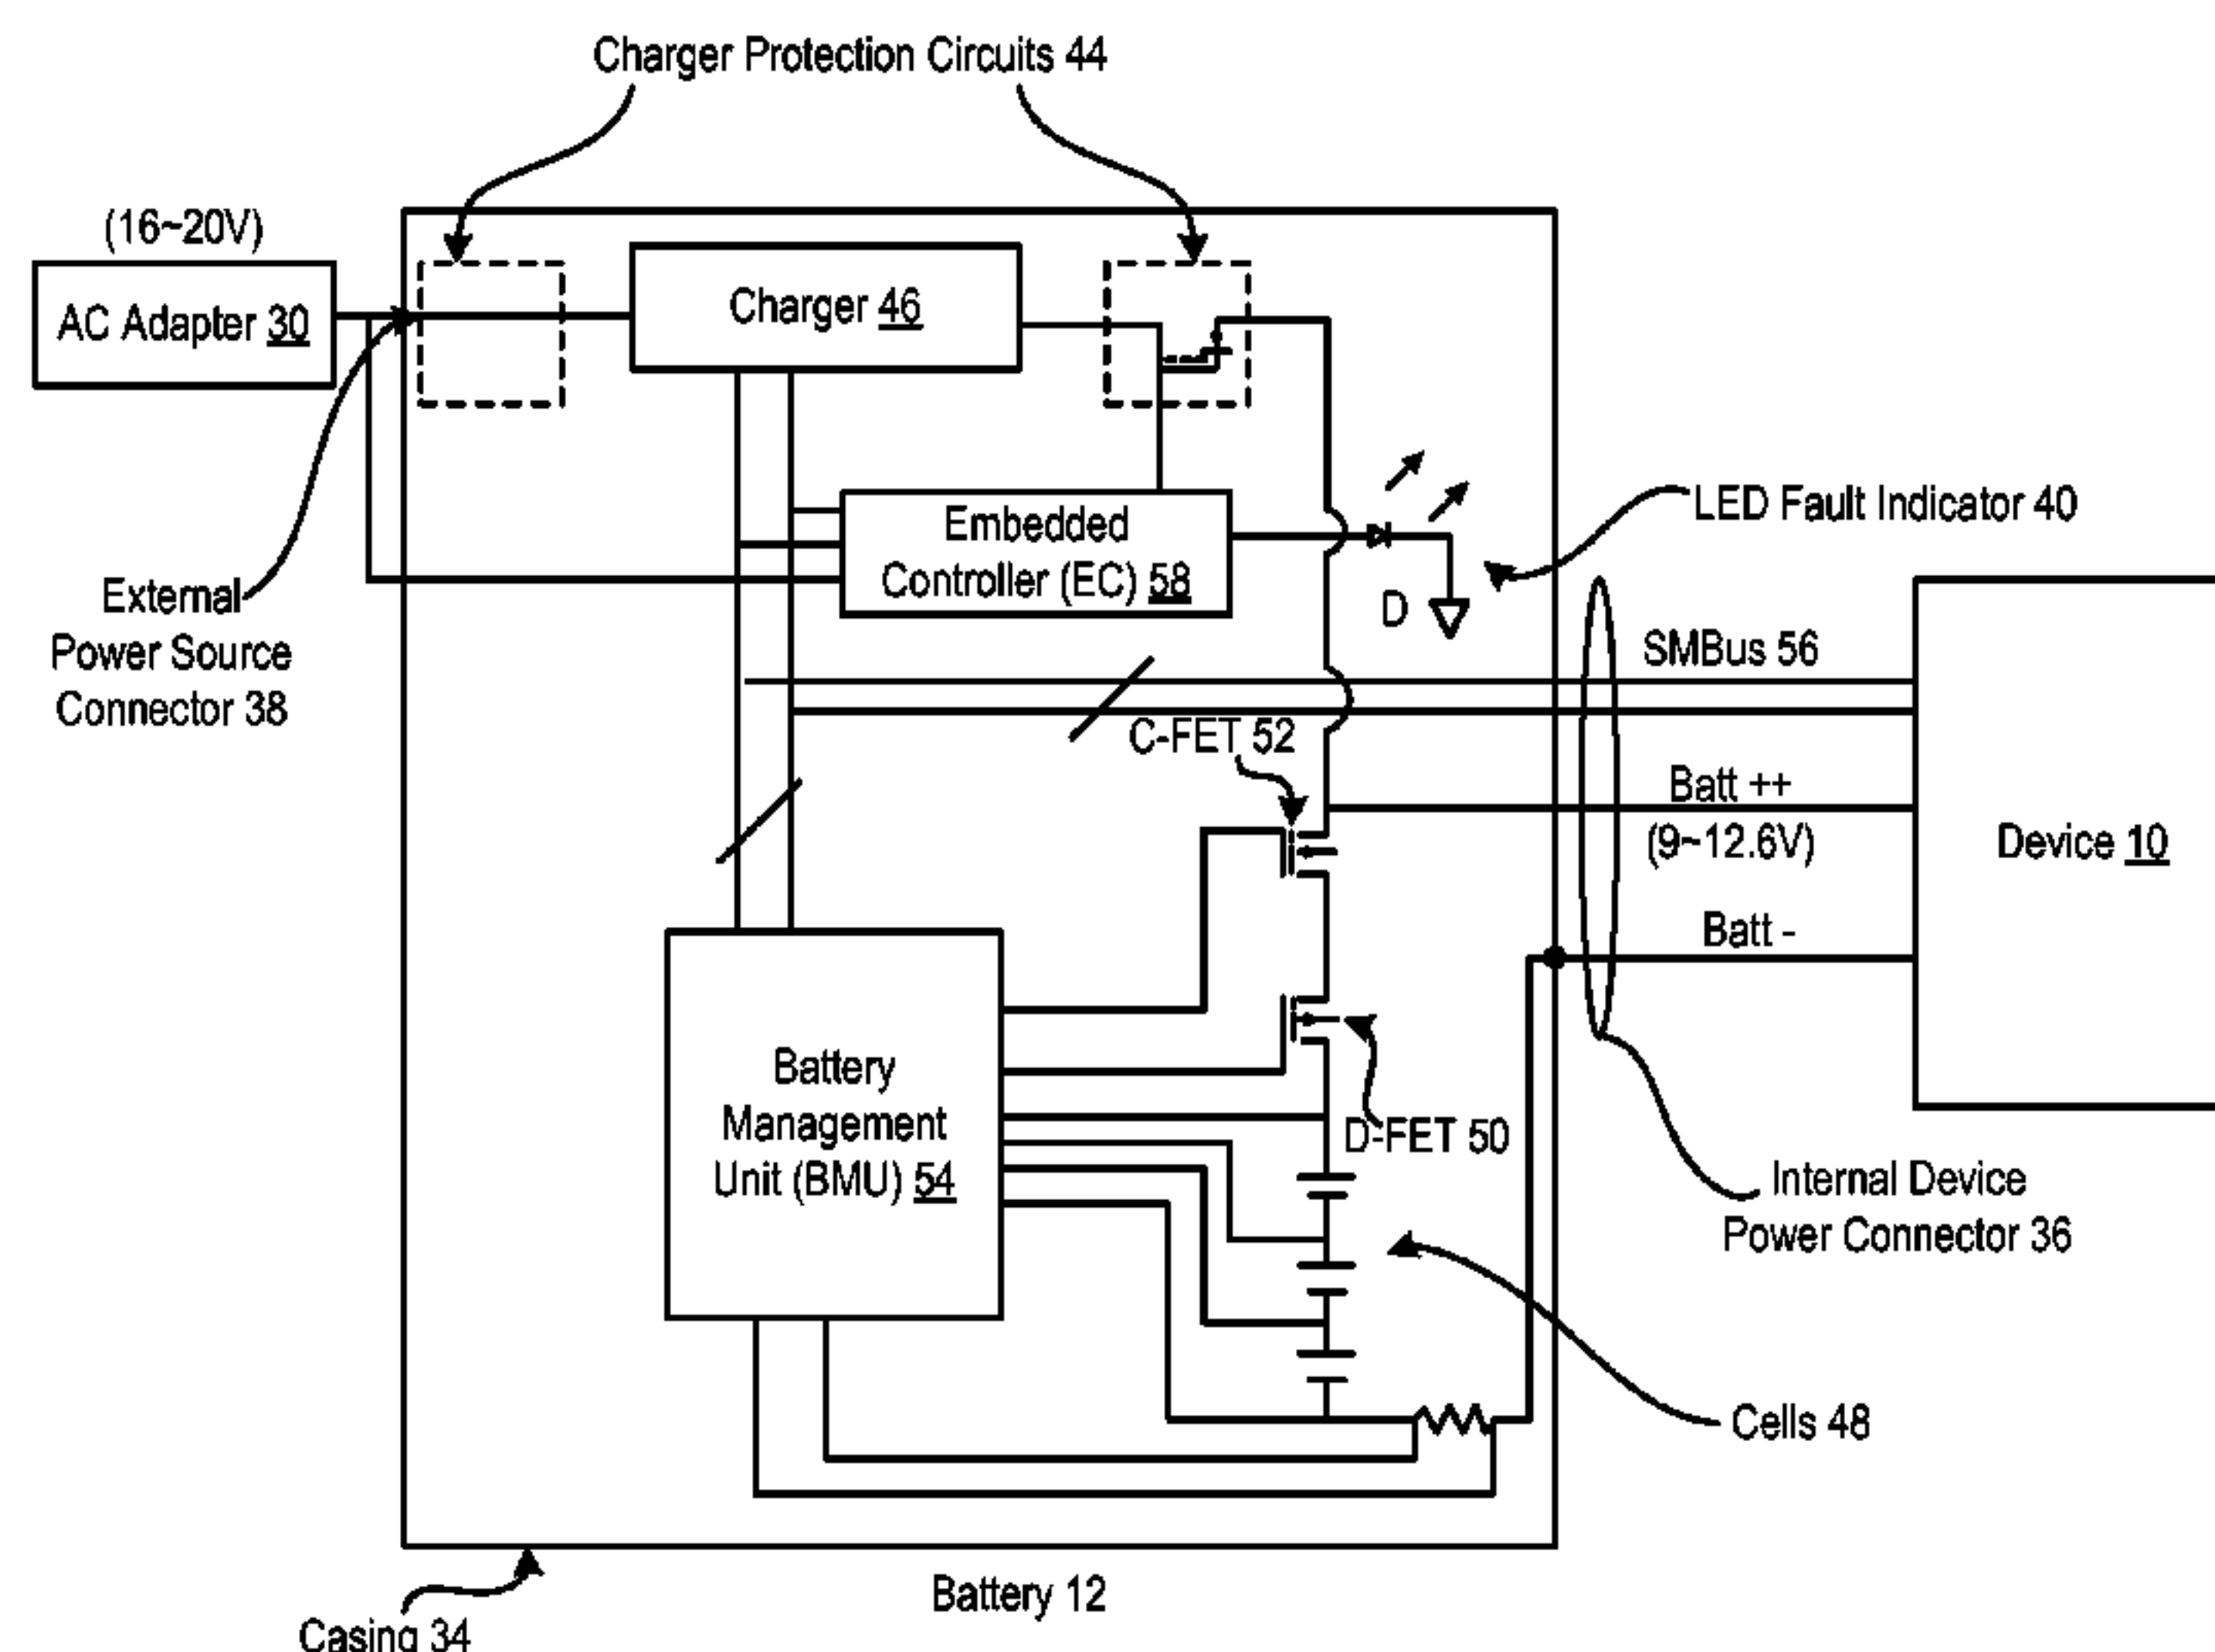 Charger Protection Circuits 44
(16~20V)
AC Adapter 30
Charger 46
Embedded
Controller (EC) 58
LED Fault Indicator 40
D
External
Power Source
Connector 38
SMBus 56
C-FET 52
Batt ++
(9~12.6V)
Device 10
Batt -
Battery
Management
Unit (BMU) 54
D-FET 50
Internal Device
Power Connector 36
Cells 48
Battery 12
Casing 34